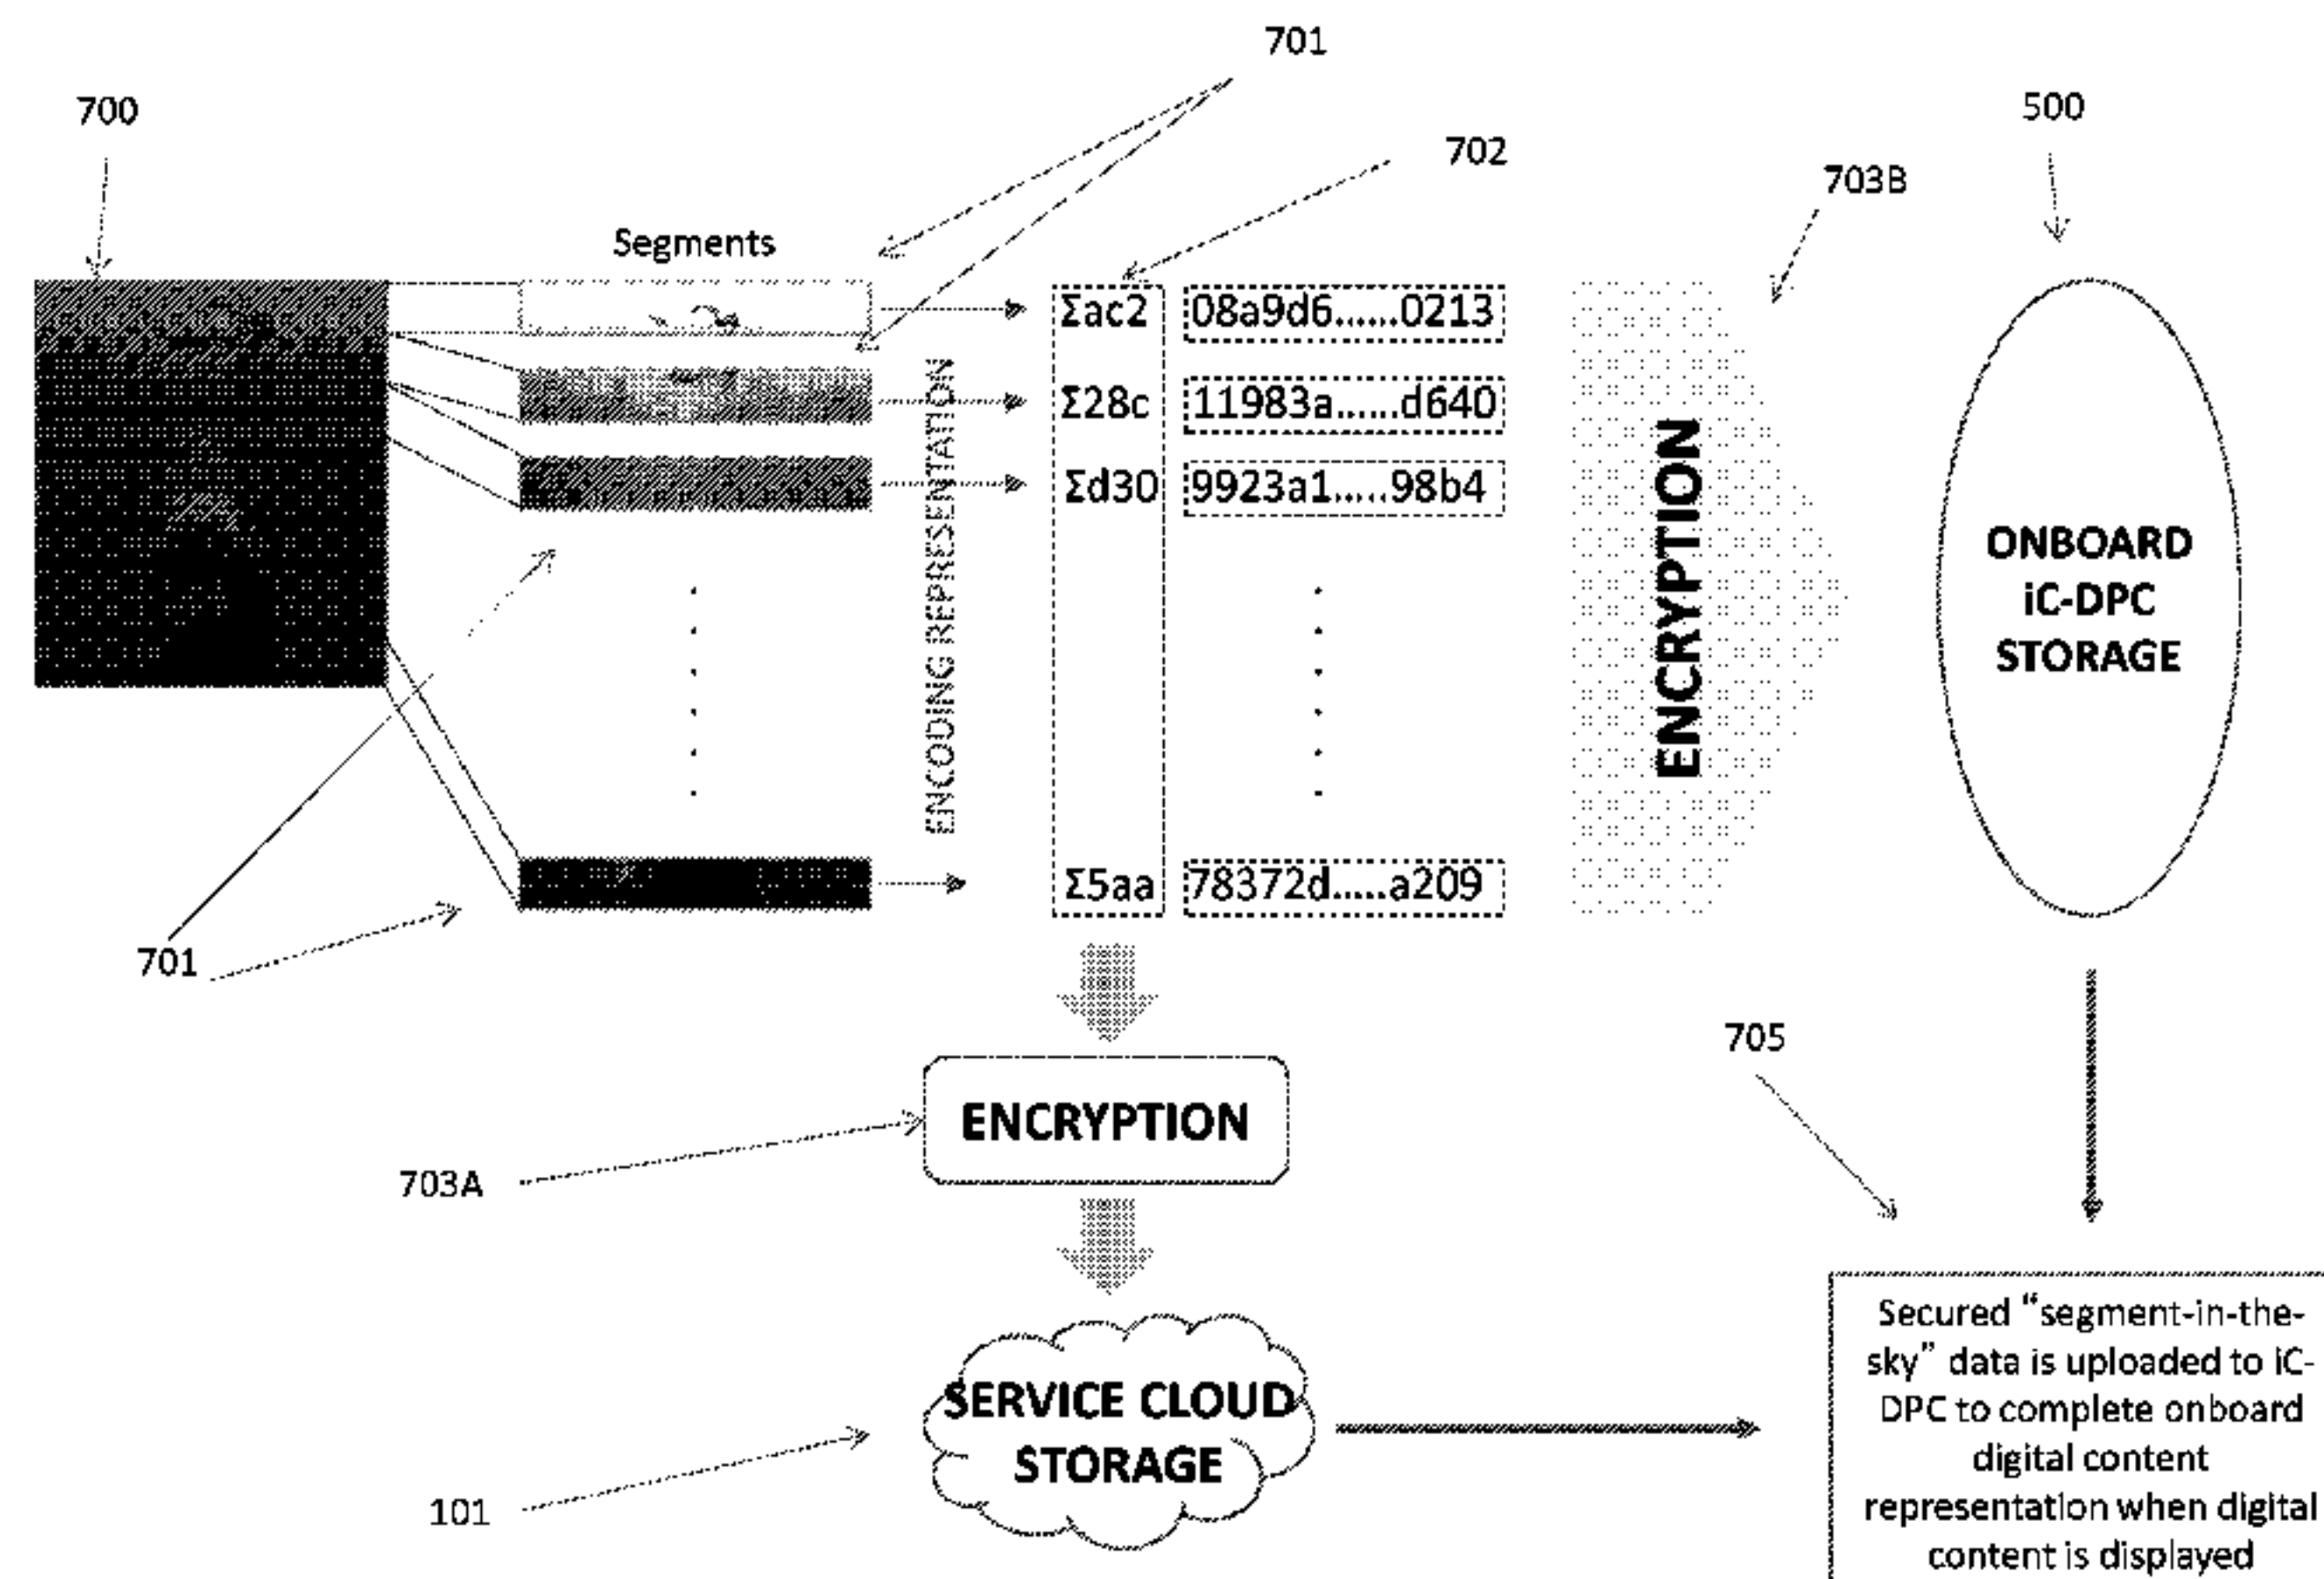 701
700
500
702
703B
Segments
Σac2 08a9d6......0213
Σ28c 11983a......d640
Σd30 9923a1.....98b4
ENCODING REPRESENTATION
ENCRYPTION
ONBOARD
iC-DPC
STORAGE
Σ5aa 78372d.....a209
701
705
ENCRYPTION
703A
SERVICE CLOUD
STORAGE
101
Secured “segment-in-the-
sky” data is uploaded to iC-
DPC to complete onboard
digital content
representation when digital
content is displayed